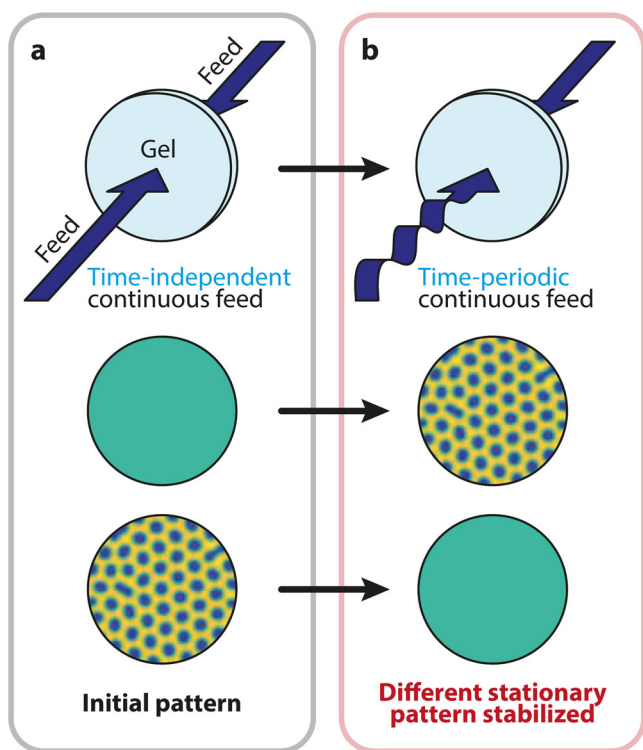 a
Feed
Gel
Feed
Time-independent
continuous feed
Initial pattern
b
Time-periodic
continuous feed
Different stationary
pattern stabilized